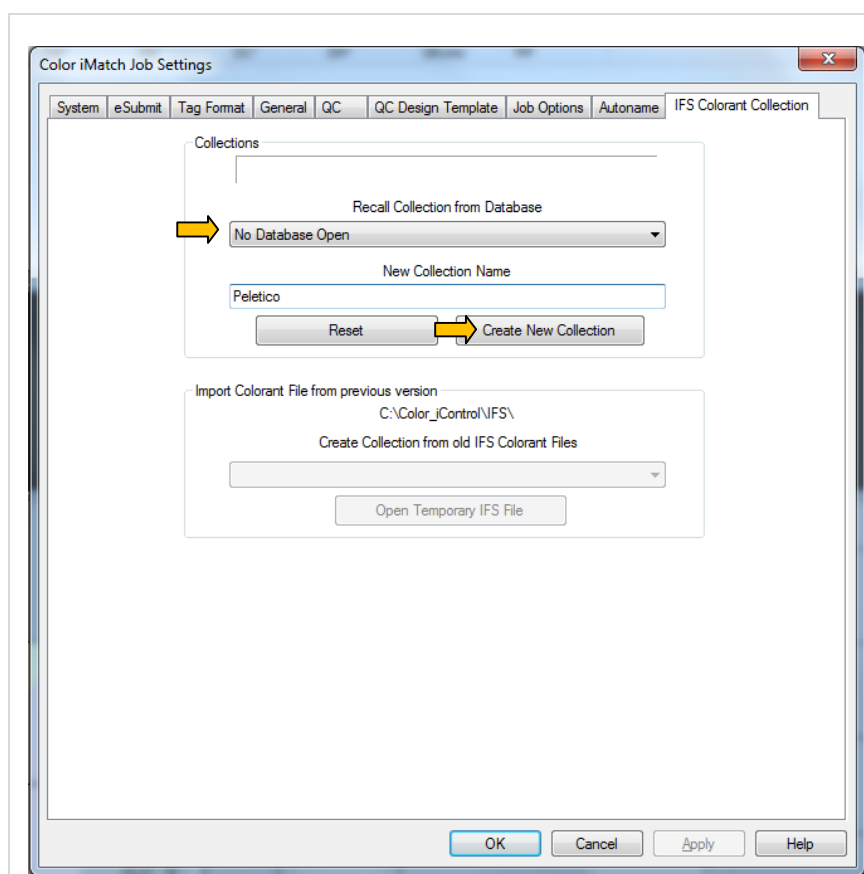 Color iMatch Job Settings
System eSubmit Tag Format General QC QC Design Template Job Options Autoname IFS Colorant Collection
Collections
Recall Collection from Database
No Database Open
New Collection Name
Peletico
Reset Create New Collection
Import Colorant File from previous version
C:\Color_iControl\IFS\
Create Collection from old IFS Colorant Files
Open Temporary IFS File
OK Cancel Apply Help